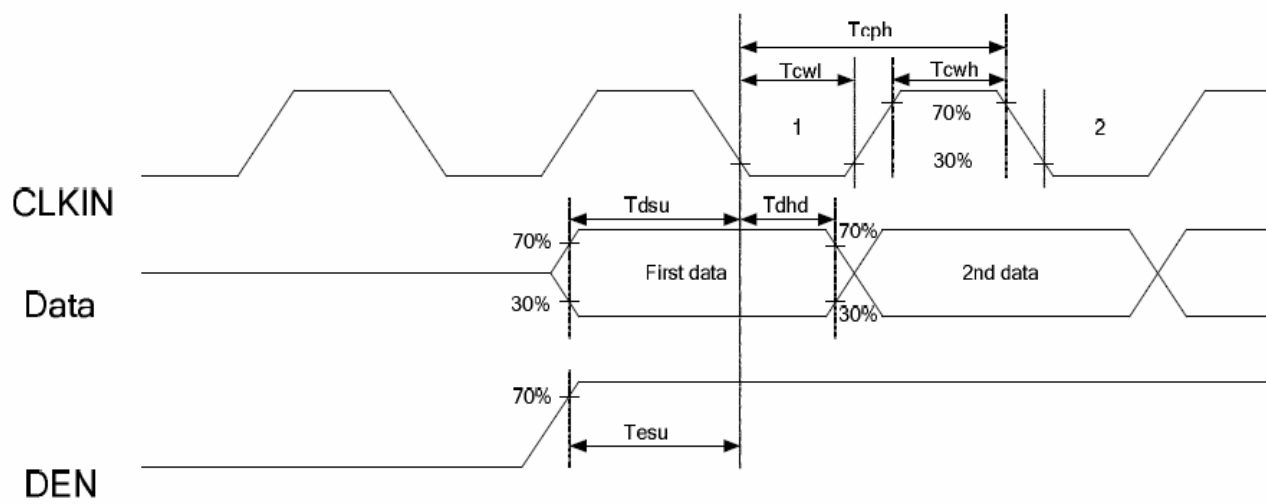 Tcph
Tcwl
Tcwh
1
70%
2
30%
CLKIN
Tdsu
Tdhd
70%
70%
First data
2nd data
Data
30%
30%
70%
Tesu
DEN